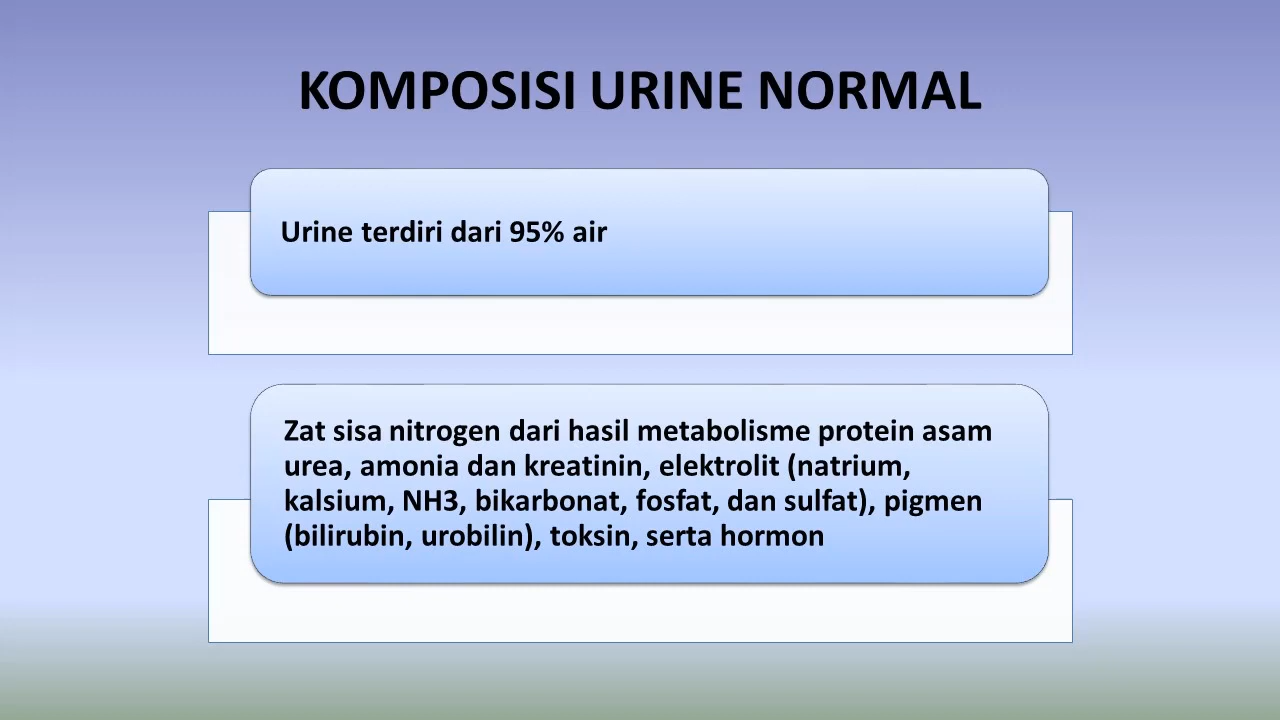 KOMPOSISI URINE NORMAL
Urine terdiri dari 95% air
Zat sisa nitrogen dari hasil metabolisme protein asam
urea, amonia dan kreatinin, elektrolit (natrium,
kalsium, NH3, bikarbonat, fosfat, dan sulfat), pigmen
(bilirubin, urobilin), toksin, serta hormon